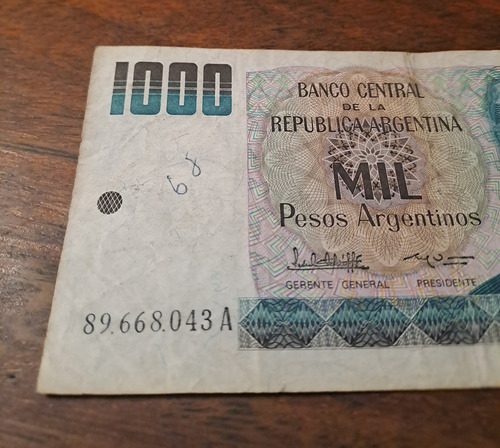 1000
BANCO CENTRAL
DE LA
REPUBLICA ARGENTINA
MIL
Pesos Argentinos
GERENTE GENERAL PRESIDENTE
89.668.043 A